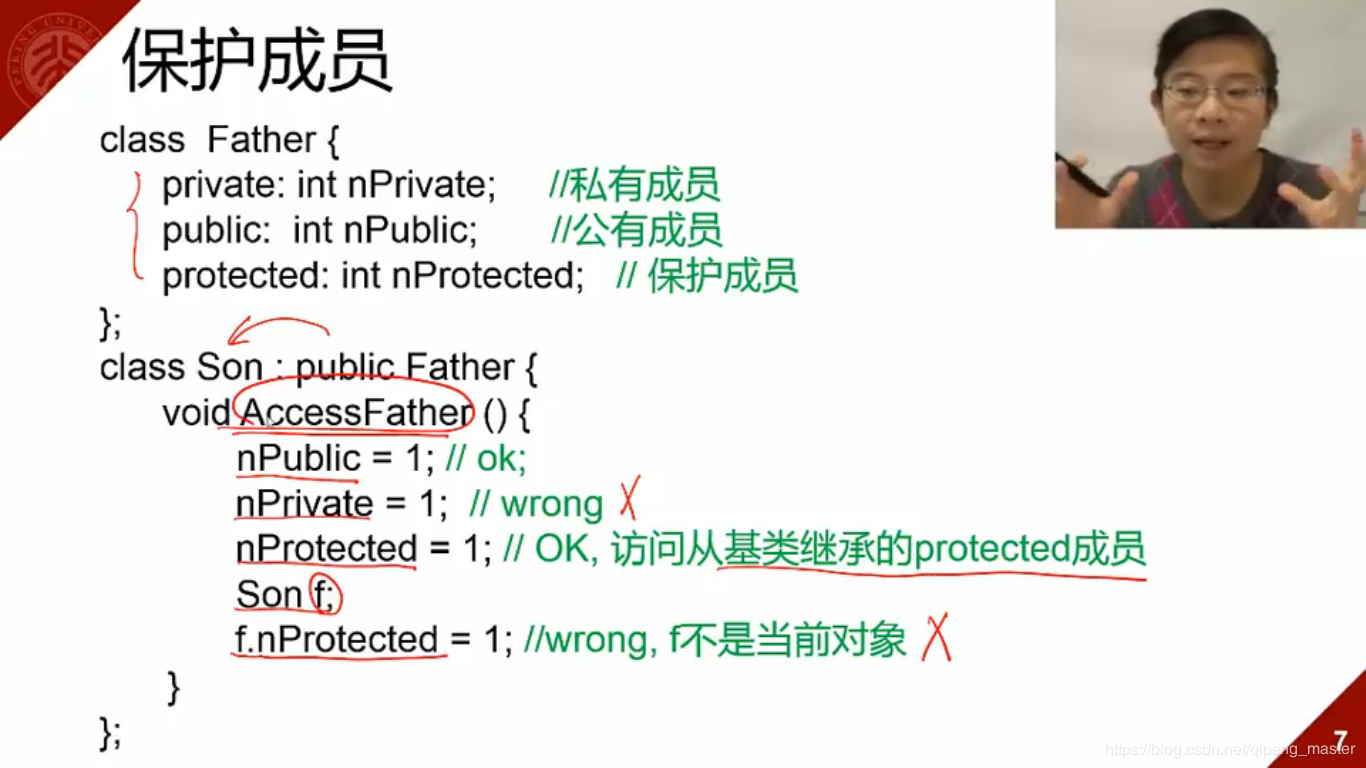 保护成员
class Father {
private: int nPrivate; //私有成员
public: int nPublic; //公有成员
protected: int nProtected; // 保护成员
};
class Son : public Father {
void AccessFather () {
nPublic = 1; // ok;
nPrivate = 1; // wrong
nProtected = 1; // OK, 访问从基类继承的protected成员
Son f;
f.nProtected = 1; //wrong, f不是当前对象
}
};
7
https://blog.csdn.net/qipeng_master